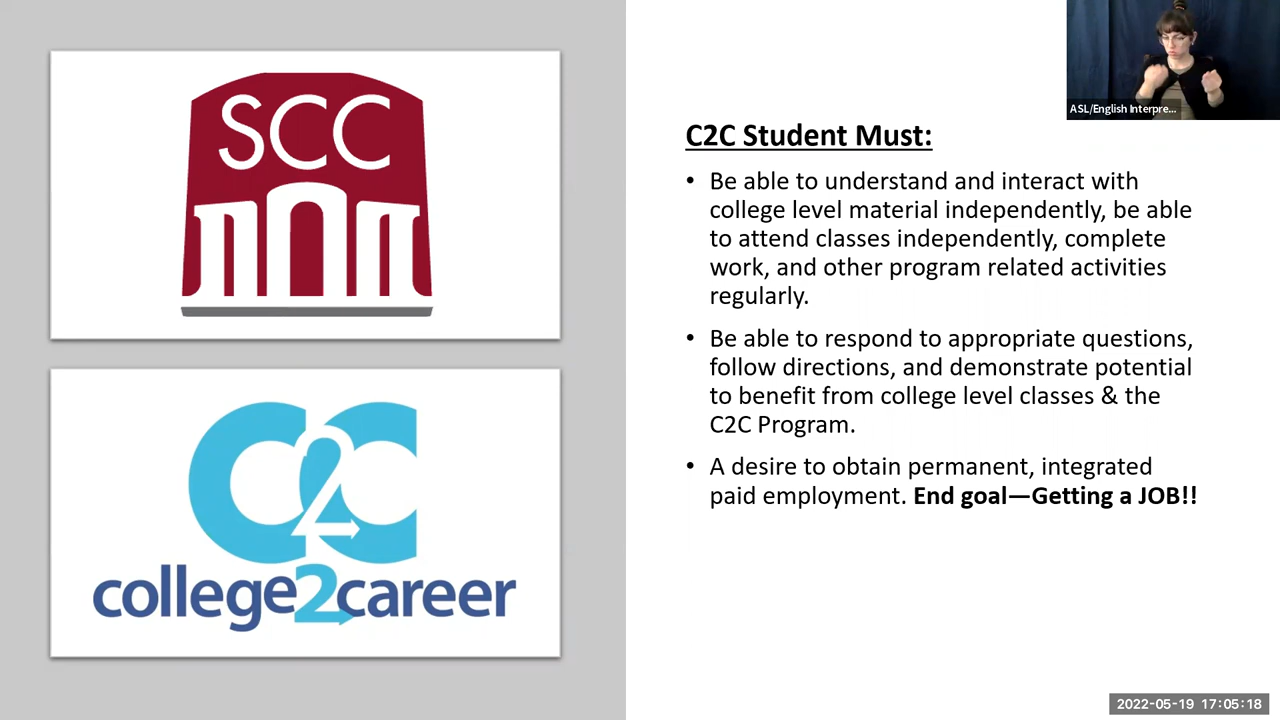 SCC
C2C
college2career
ASL/English Interpre...
C2C Student Must:
• Be able to understand and interact with
college level material independently, be able
to attend classes independently, complete
work, and other program related activities
regularly.
• Be able to respond to appropriate questions,
follow directions, and demonstrate potential
to benefit from college level classes & the
C2C Program.
• A desire to obtain permanent, integrated
paid employment. End goal—Getting a JOB!!
2022-05-19 17:05:18